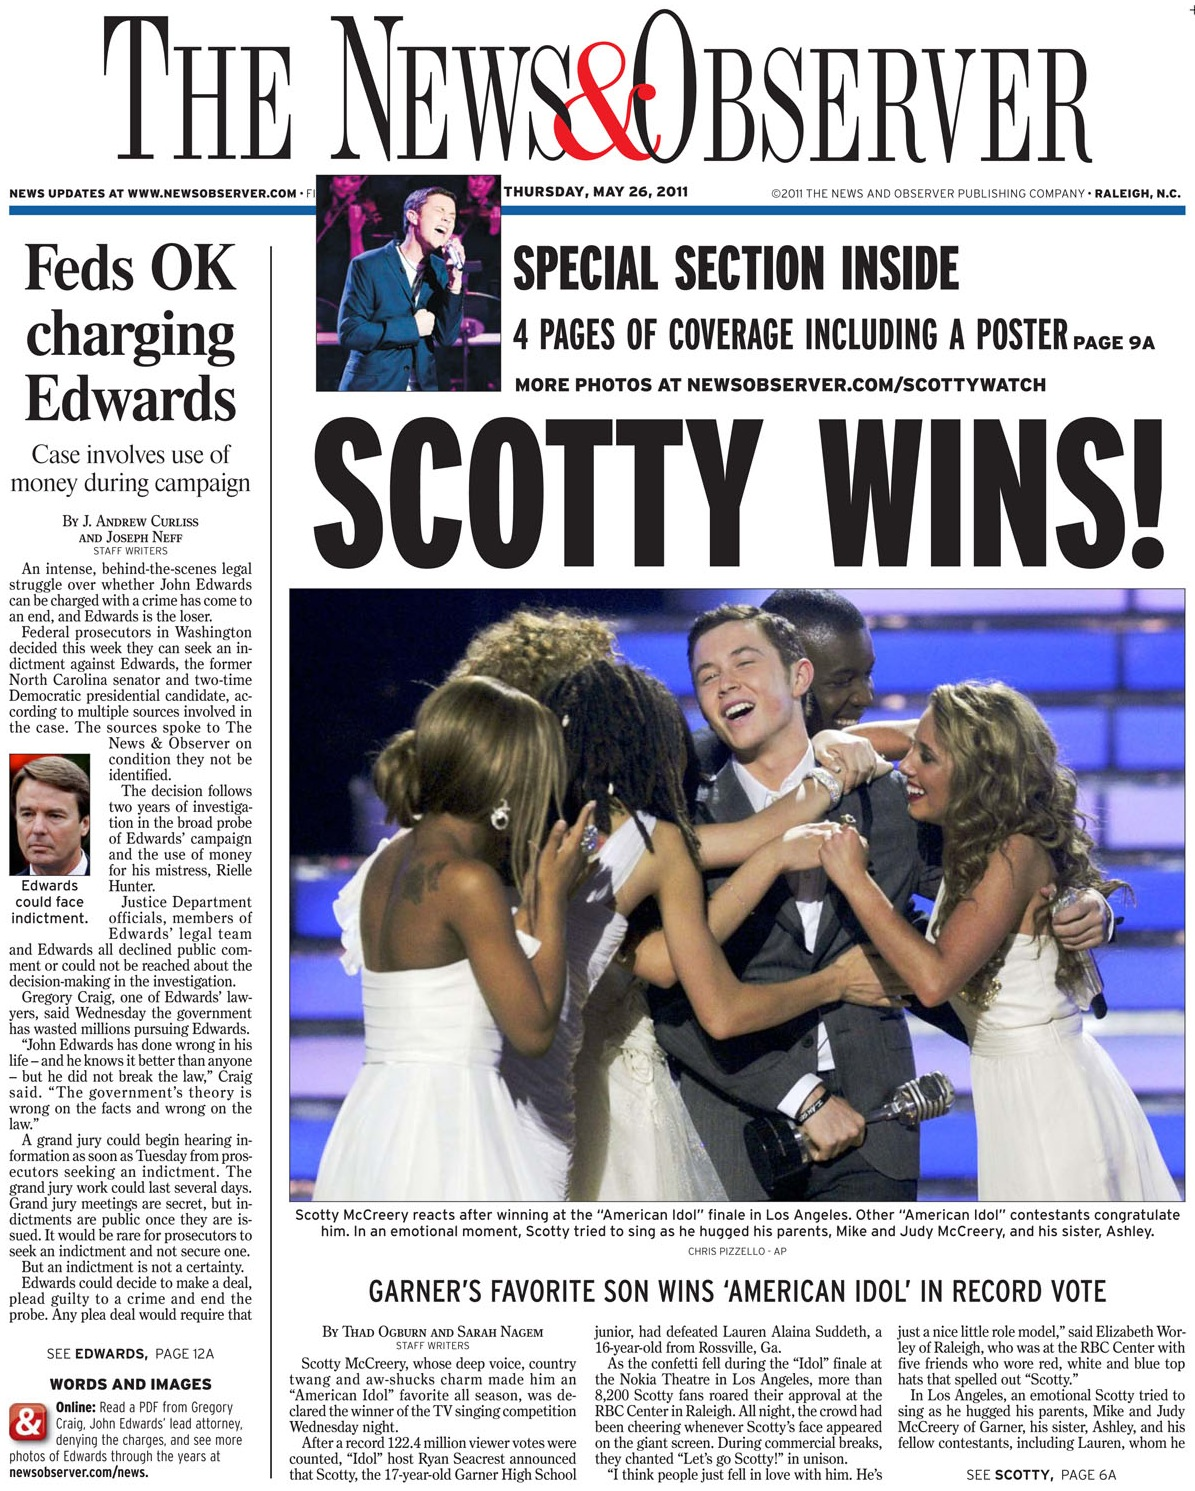 THE NEWS & OBSERVER
NEWS UPDATES AT WWW.NEWSOBSERVER.COM •
THURSDAY, MAY 26, 2011
©2011 THE NEWS AND OBSERVER PUBLISHING COMPANY • RALEIGH, N.C.
Feds OK
charging
Edwards
Case involves use of
money during campaign
BY J. ANDREW CURLISS
AND JOSEPH NEFF
STAFF WRITERS
An intense, behind-the-scenes legal
struggle over whether John Edwards
can be charged with a crime has come to
an end, and Edwards is the loser.
Federal prosecutors in Washington
decided this week they can seek an in-
dictment against Edwards, the former
North Carolina senator and two-time
Democratic presidential candidate, ac-
cording to multiple sources involved in
the case. The sources spoke to The
News & Observer on
condition they not be
identified.
The decision follows
two years of investiga-
tion in the broad probe
of Edwards' campaign
and the use of money
for his mistress, Rielle
Hunter.
Justice Department
officials, members of
Edwards' legal team
and Edwards all declined public com-
ment or could not be reached about the
decision-making in the investigation.
Gregory Craig, one of Edwards' law-
yers, said Wednesday the government
has wasted millions pursuing Edwards.
“John Edwards has done wrong in his
life – and he knows it better than anyone
– but he did not break the law,” Craig
said. “The government's theory is
wrong on the facts and wrong on the
law.”
A grand jury could begin hearing in-
formation as soon as Tuesday from pros-
ecutors seeking an indictment. The
grand jury work could last several days.
Grand jury meetings are secret, but in-
dictments are public once they are is-
sued. It would be rare for prosecutors to
seek an indictment and not secure one.
But an indictment is not a certainty.
Edwards could decide to make a deal,
plead guilty to a crime and end the
probe. Any plea deal would require that
SEE EDWARDS, PAGE 12A
Edwards
could face
indictment.
WORDS AND IMAGES
&
Online: Read a PDF from Gregory
Craig, John Edwards' lead attorney,
denying the charges, and see more
photos of Edwards through the years at
newsobserver.com/news.
SPECIAL SECTION INSIDE
4 PAGES OF COVERAGE INCLUDING A POSTER PAGE 9A
MORE PHOTOS AT NEWSOBSERVER.COM/SCOTTYWATCH
SCOTTY WINS!
Scotty McCreery reacts after winning at the “American Idol” finale in Los Angeles. Other “American Idol” contestants congratulate
him. In an emotional moment, Scotty tried to sing as he hugged his parents, Mike and Judy McCreery, and his sister, Ashley.
CHRIS PIZZELLO - AP
GARNER'S FAVORITE SON WINS ‘AMERICAN IDOL’ IN RECORD VOTE
BY THAD OGBURN AND SARAH NAGEM
STAFF WRITERS
Scotty McCreery, whose deep voice, country
twang and aw-shucks charm made him an
“American Idol” favorite all season, was de-
clared the winner of the TV singing competition
Wednesday night.
After a record 122.4 million viewer votes were
counted, “Idol” host Ryan Seacrest announced
that Scotty, the 17-year-old Garner High School
junior, had defeated Lauren Alaina Suddeth, a
16-year-old from Rossville, Ga.
As the confetti fell during the “Idol” finale at
the Nokia Theatre in Los Angeles, more than
8,200 Scotty fans roared their approval at the
RBC Center in Raleigh. All night, the crowd had
been cheering whenever Scotty's face appeared
on the giant screen. During commercial breaks,
they chanted “Let's go Scotty!” in unison.
“I think people just fell in love with him. He's
just a nice little role model,” said Elizabeth Wor-
ley of Raleigh, who was at the RBC Center with
five friends who wore red, white and blue top
hats that spelled out “Scotty.”
In Los Angeles, an emotional Scotty tried to
sing as he hugged his parents, Mike and Judy
McCreery of Garner, his sister, Ashley, and his
fellow contestants, including Lauren, whom he
SEE SCOTTY, PAGE 6A